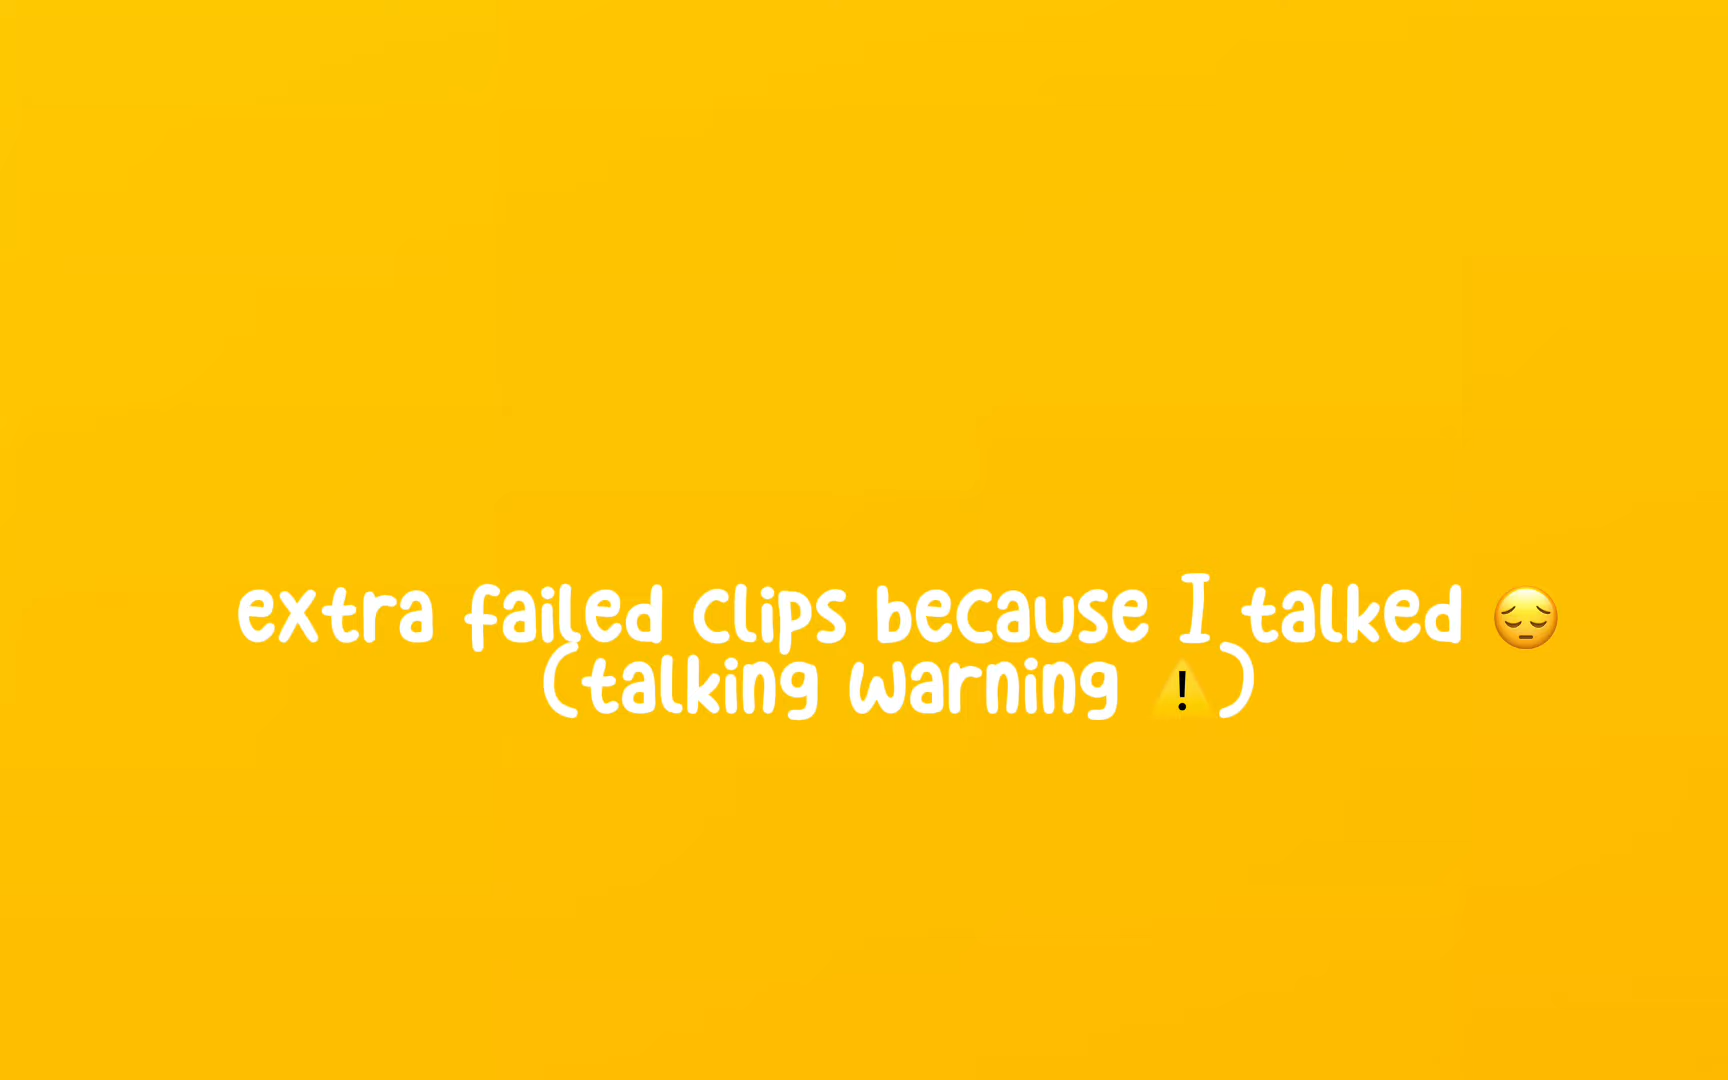 extra failed clips because I talked 😔
(talking warning ⚠️)